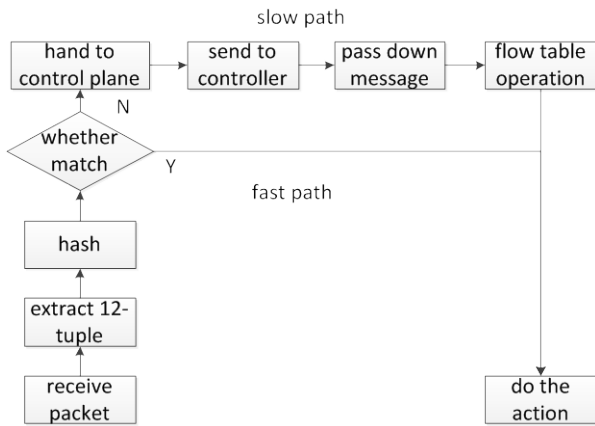 slow path
hand to
control plane
send to
controller
pass down
message
flow table
operation
N
whether
match
Y
fast path
hash
extract 12-
tuple
receive
packet
do the
action